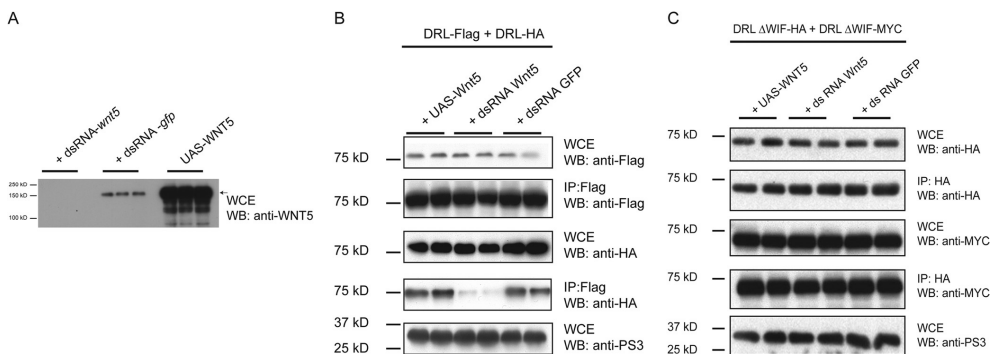 A
+ dsRNA-wnt5
+ dsRNA -gfp
UAS-WNT5
250 kD
150 kD
100 kD
WCE
WB: anti-WNT5
B
DRL-Flag + DRL-HA
+ UAS-Wnt5
+ dsRNA Wnt5
+ dsRNA GFP
75 kD
WCE
WB: anti-Flag
75 kD
IP:Flag
WB: anti-Flag
75 kD
WCE
WB: anti-HA
75 kD
IP:Flag
WB: anti-HA
37 kD
25 kD
WCE
WB: anti-PS3
C
DRL ΔWIF-HA + DRL ΔWIF-MYC
+ UAS-WNT5
+ ds RNA Wnt5
+ ds RNA GFP
75 kD
WCE
WB: anti-HA
75 kD
IP: HA
WB: anti-HA
75 kD
WCE
WB: anti-MYC
75 kD
IP: HA
WB: anti-MYC
37 kD
25 kD
WCE
WB: anti-PS3